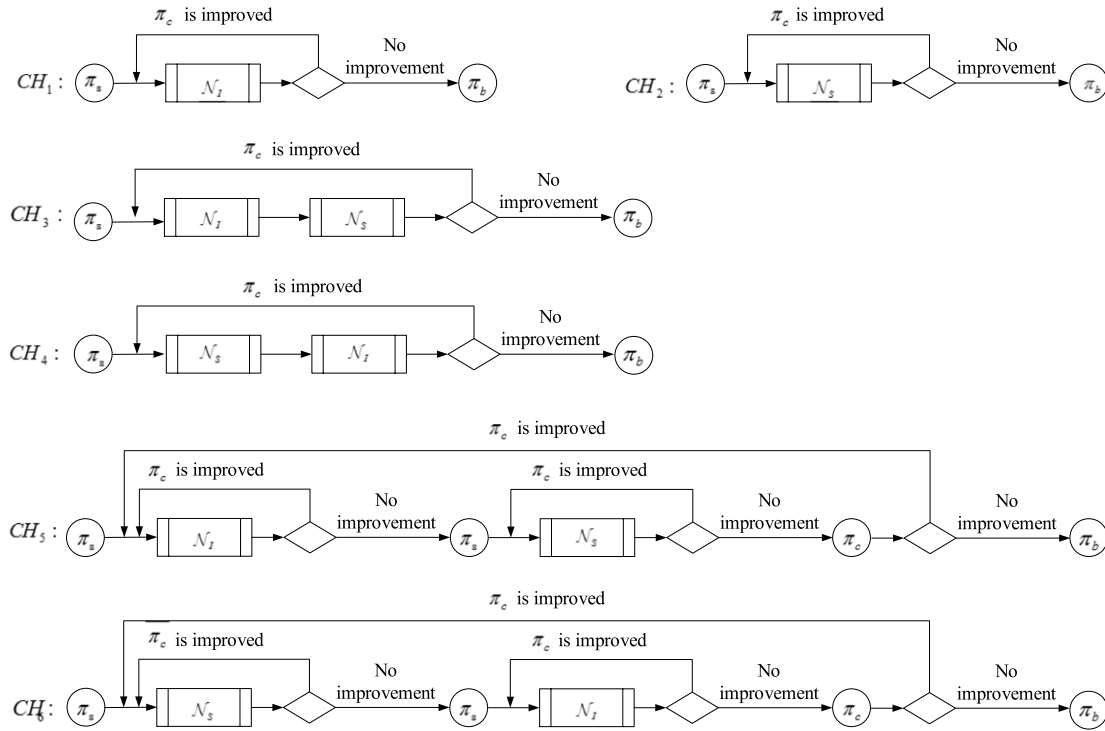 π_c is improved
No
improvement
CH_1 : π_s N_I π_b
π_c is improved
No
improvement
CH_2 : π_s N_S π_b
π_c is improved
No
improvement
CH_3 : π_s N_I N_S π_b
π_c is improved
No
improvement
CH_4 : π_s N_S N_I π_b
π_c is improved
π_c is improved
No
improvement
π_c is improved
No
improvement
No
improvement
CH_5 : π_s N_I π_s N_S π_c π_b
π_c is improved
π_c is improved
No
improvement
π_c is improved
No
improvement
No
improvement
CH_6 : π_s N_S π_s N_I π_c π_b